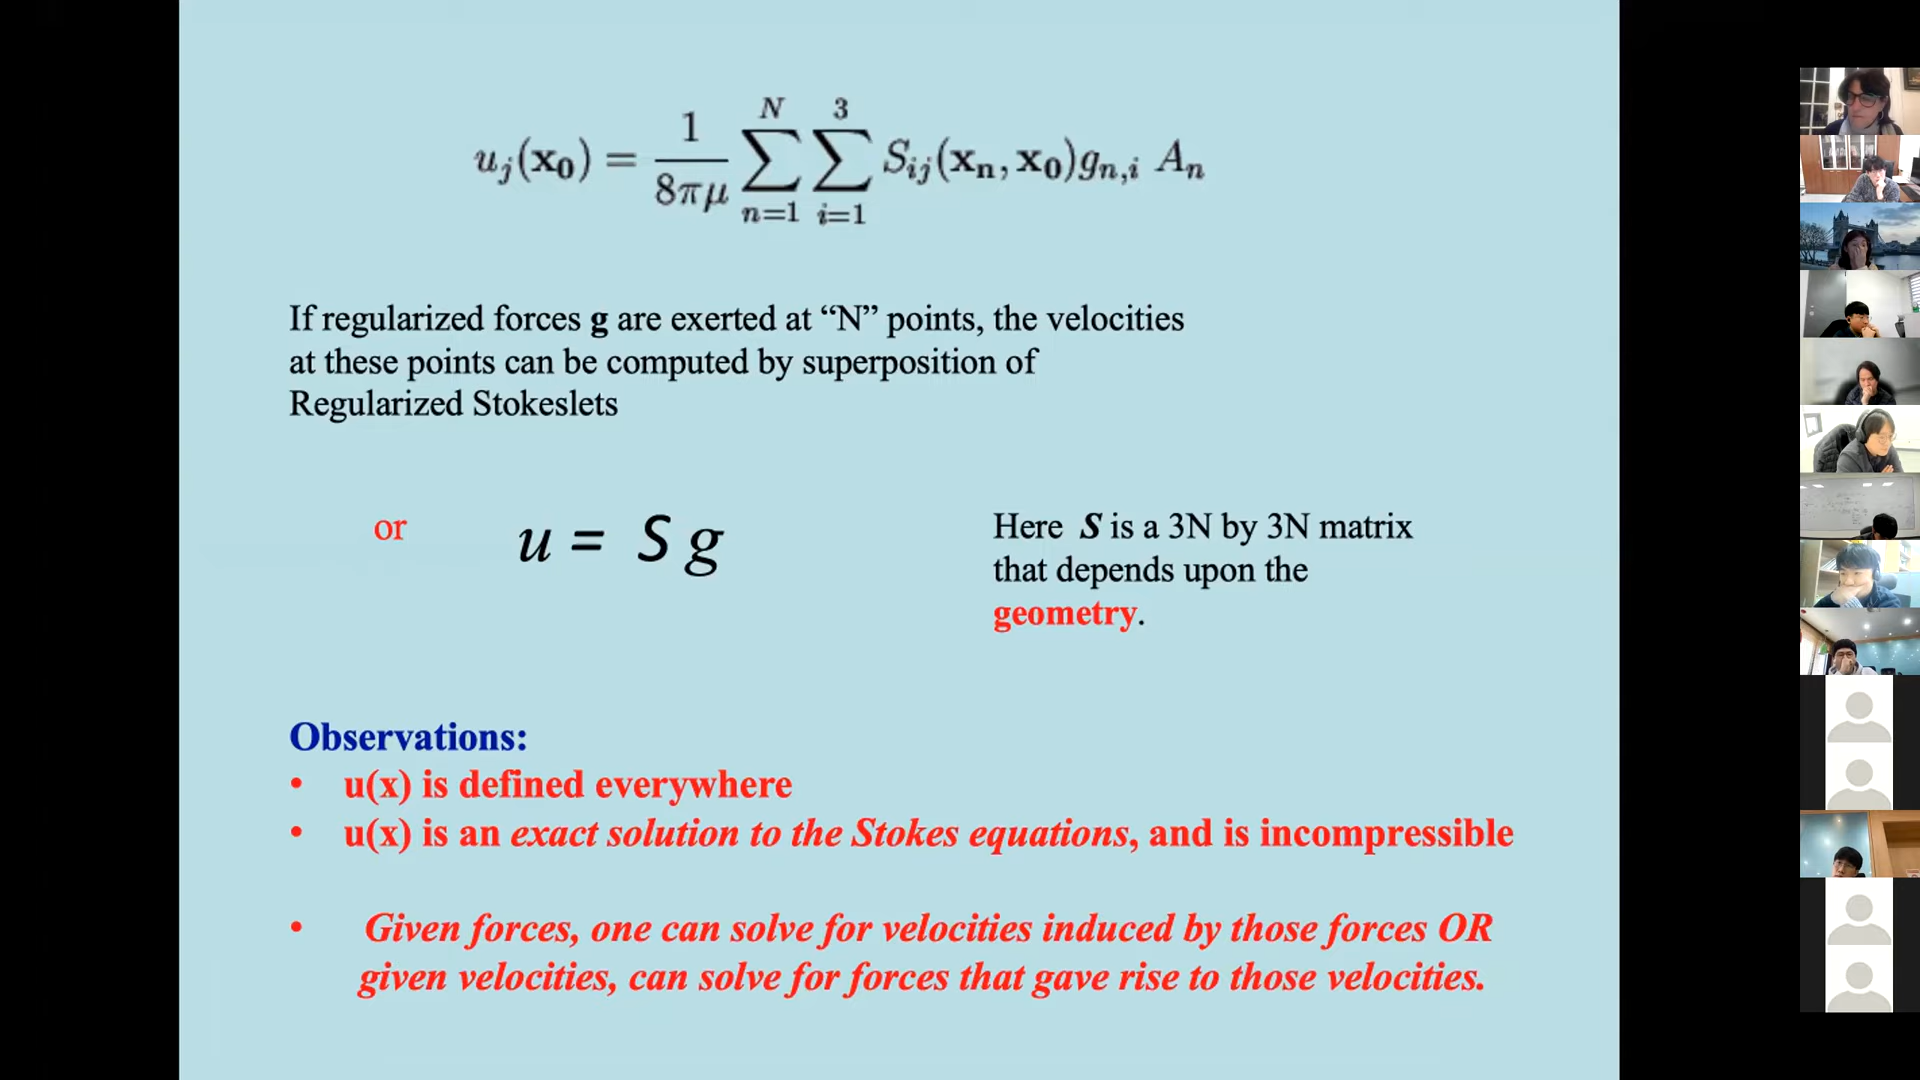 u_j(x_0) = \frac{1}{8πμ} \sum_{n=1}^{N} \sum_{i=1}^{3} S_{ij}(x_n, x_0) g_{n,i} A_n
If regularized forces g are exerted at “N” points, the velocities
at these points can be computed by superposition of
Regularized Stokeslets
or
u = S g
Here S is a 3N by 3N matrix
that depends upon the
geometry.
Observations:
• u(x) is defined everywhere
• u(x) is an exact solution to the Stokes equations, and is incompressible
• Given forces, one can solve for velocities induced by those forces OR
given velocities, can solve for forces that gave rise to those velocities.